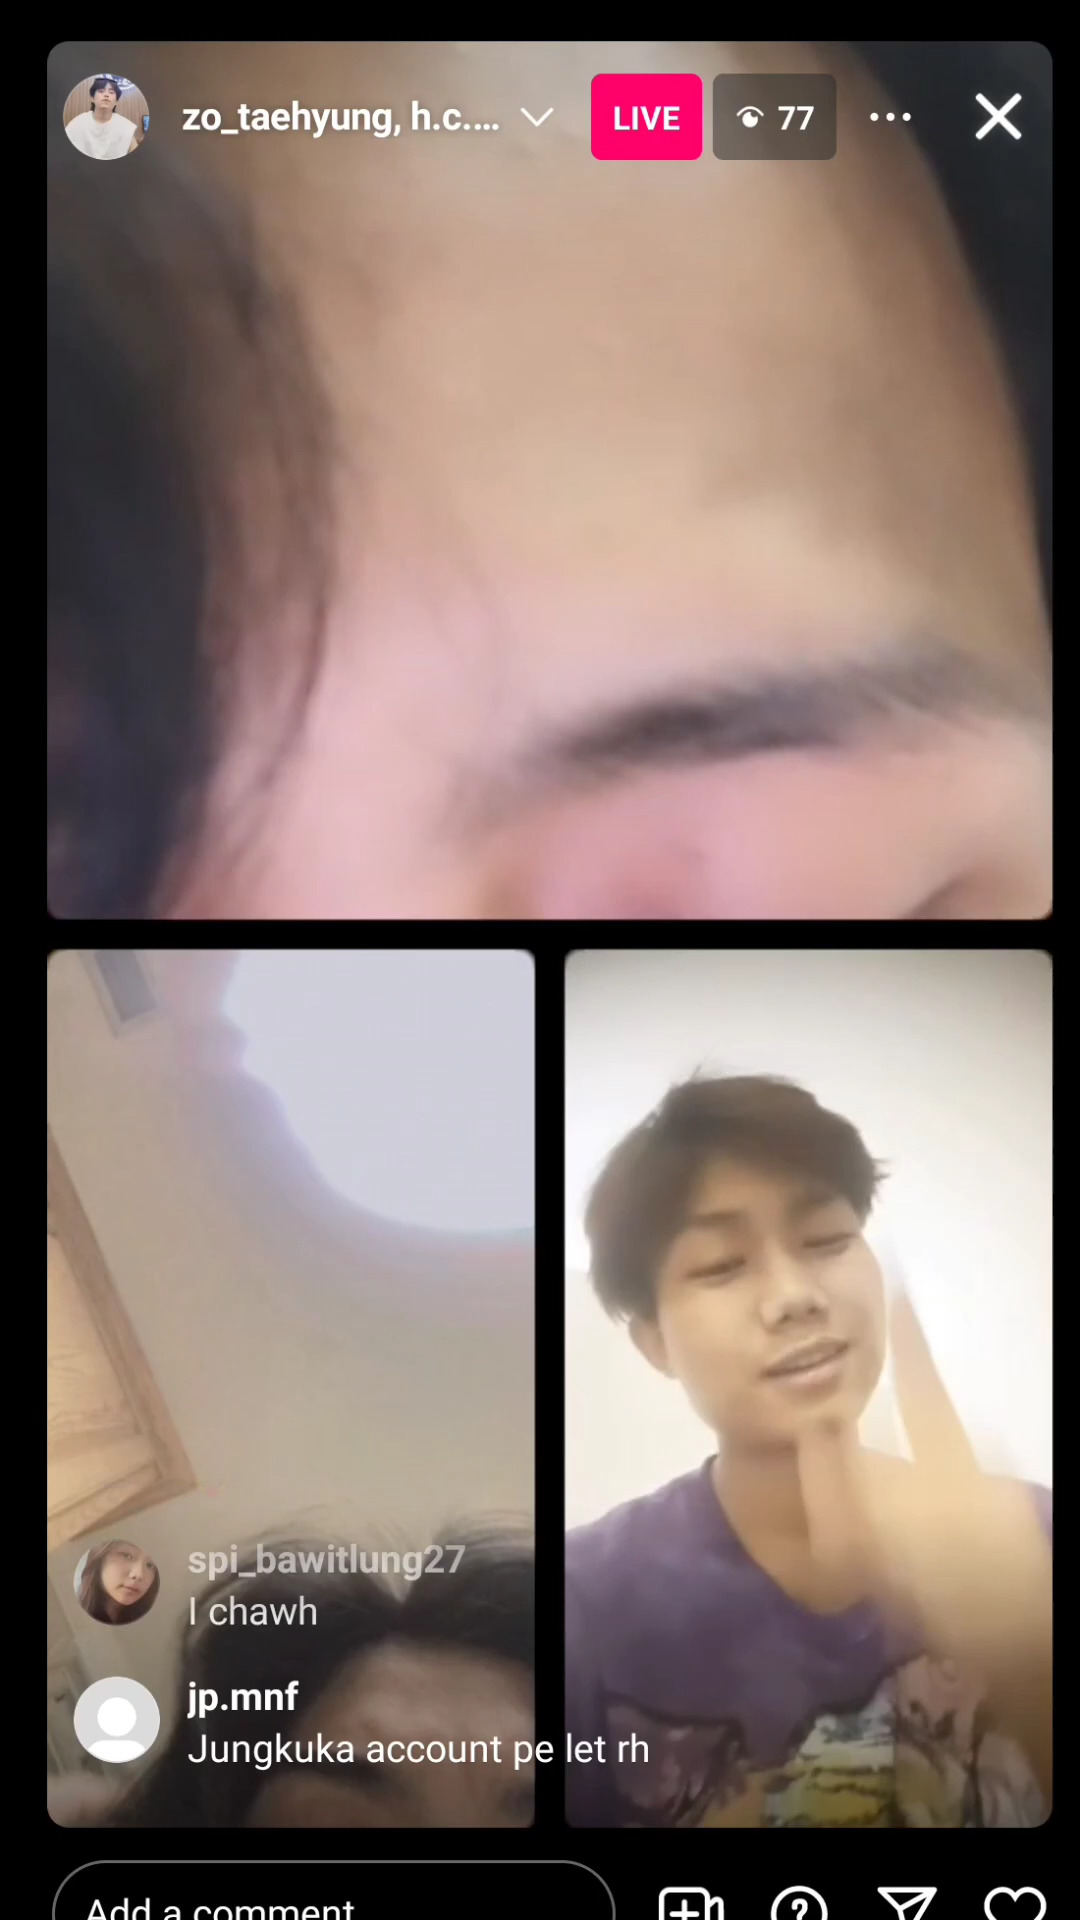 zo_taehyung, h.c....
LIVE
77
spi_bawitlung27
I chawh
jp.mnf
Jungkuka account pe let rh
Add a comment